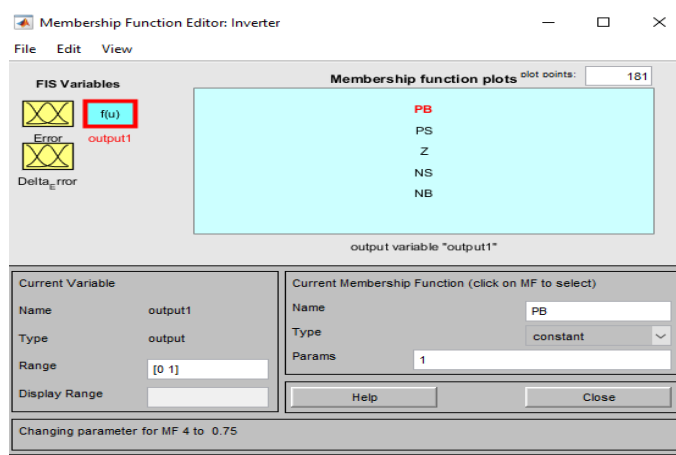 Membership Function Editor: Inverter
File Edit View
FIS Variables
f(u)
Error output1
Delta_Error
Membership function plots plot points: 181
PB
PS
Z
NS
NB
output variable "output1"
Current Variable
Name output1
Type output
Range [0 1]
Display Range
Current Membership Function (click on MF to select)
Name PB
Type constant
Params 1
Help Close
Changing parameter for MF 4 to 0.75